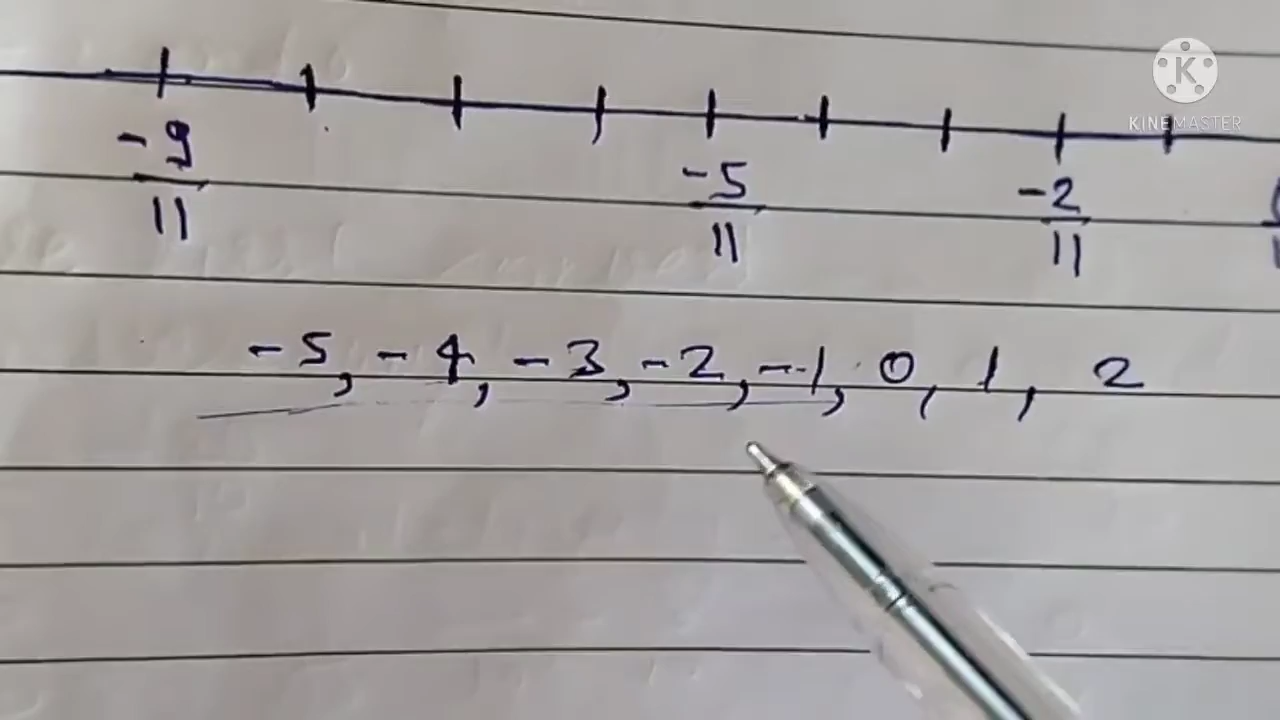 K
KINEMASTER
-9/11 -5/11 -2/11
-5, -4, -3, -2, -1, 0, 1, 2